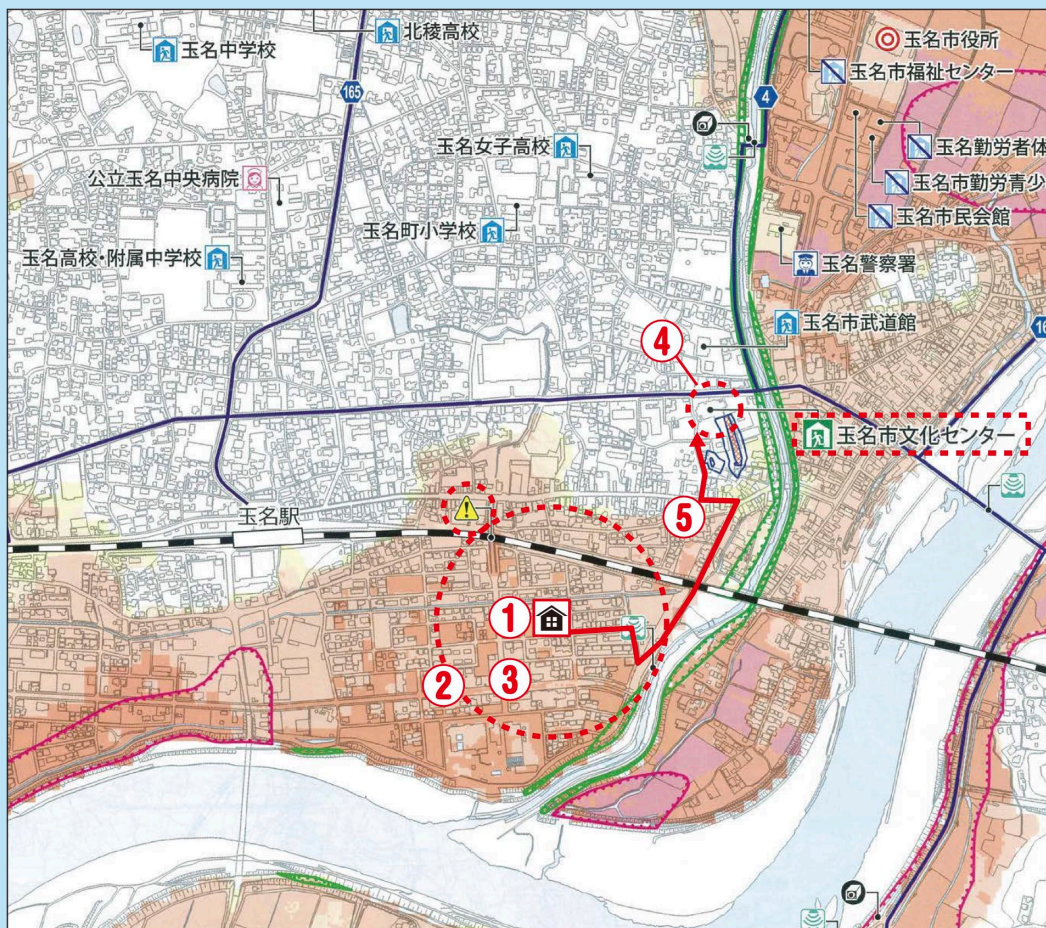 玉名中学校
北稜高校
玉名市役所
玉名市福祉センター
165
4
玉名女子高校
玉名勤労者体
公立玉名中央病院
玉名市勤労青少
玉名町小学校
玉名市民会館
玉名高校・附属中学校
玉名警察署
玉名市武道館
16
④
玉名市文化センター
玉名駅
⑤
①
②
③